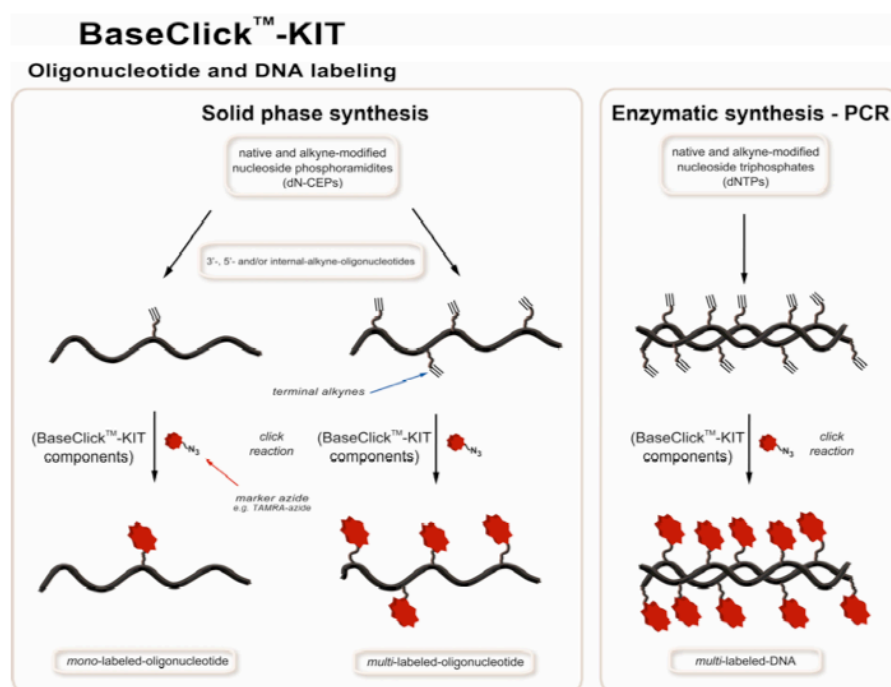 BaseClick™-KIT
Oligonucleotide and DNA labeling
Solid phase synthesis
native and alkyne-modified
nucleoside phosphoramidites
(dN-CEPs)
3'-, 5'- and/or internal-alkyne-oligonucleotides
terminal alkynes
(BaseClick™-KIT
components)
N3
click
reaction
(BaseClick™-KIT
components)
N3
marker azide
e.g. TAMRA-azide
mono-labeled-oligonucleotide
multi-labeled-oligonucleotide
Enzymatic synthesis - PCR
native and alkyne-modified
nucleoside triphosphates
(dNTPs)
(BaseClick™-KIT
components)
N3
click
reaction
multi-labeled-DNA